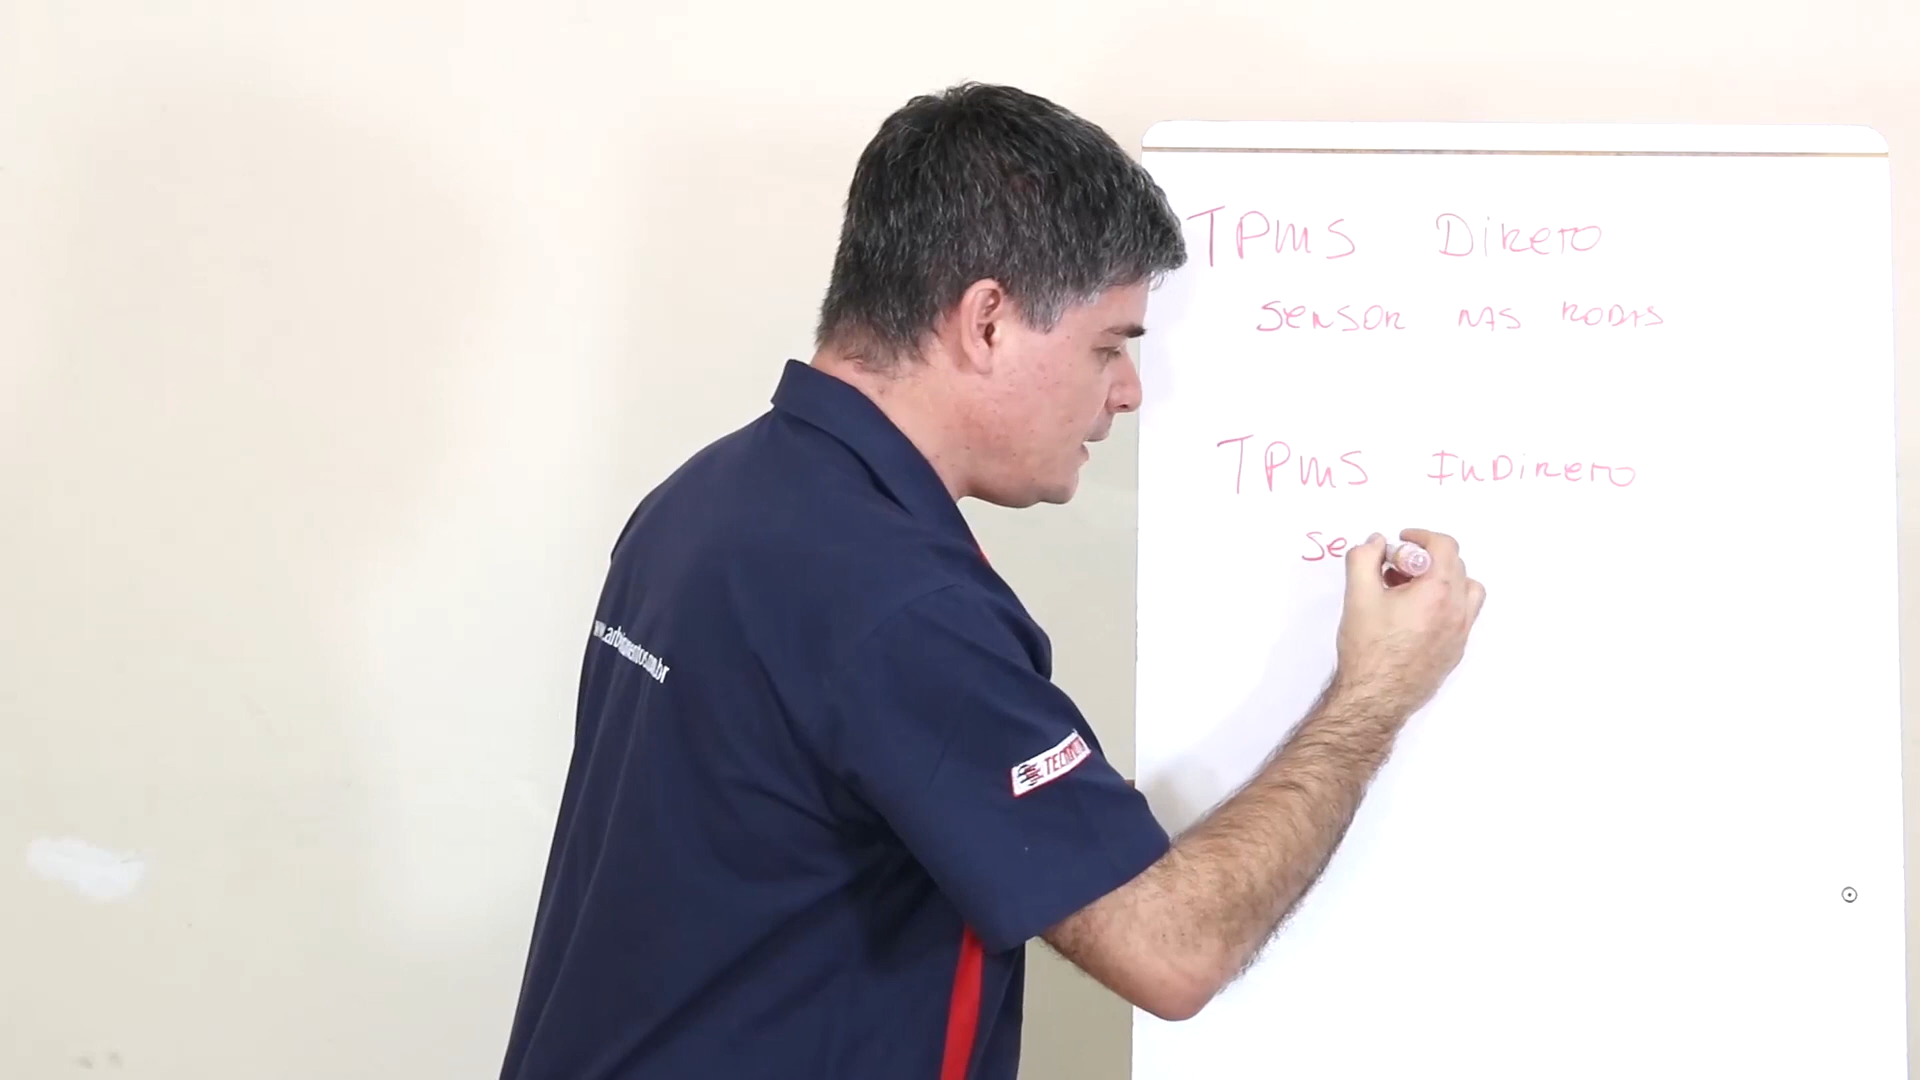 TPMS DIRETO
SENSOR NAS RODAS
TPMS INDIRETO
Se